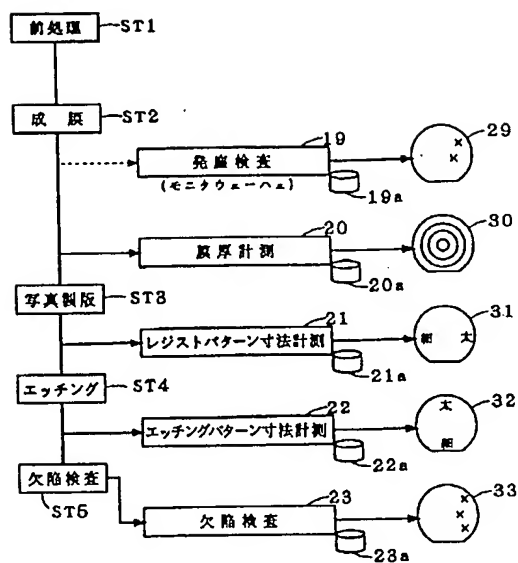 前処理 ST1
成膜 ST2
19
29
発塵検査
(モニタウェーハ)
19a
20
30
膜厚計測
20a
写真製版 ST3
21
31
レジストパターン寸法計測
細 太
21a
エッチング ST4
22
32
エッチングパターン寸法計測
太
細
22a
欠陥検査
ST5
23
33
欠陥検査
23a